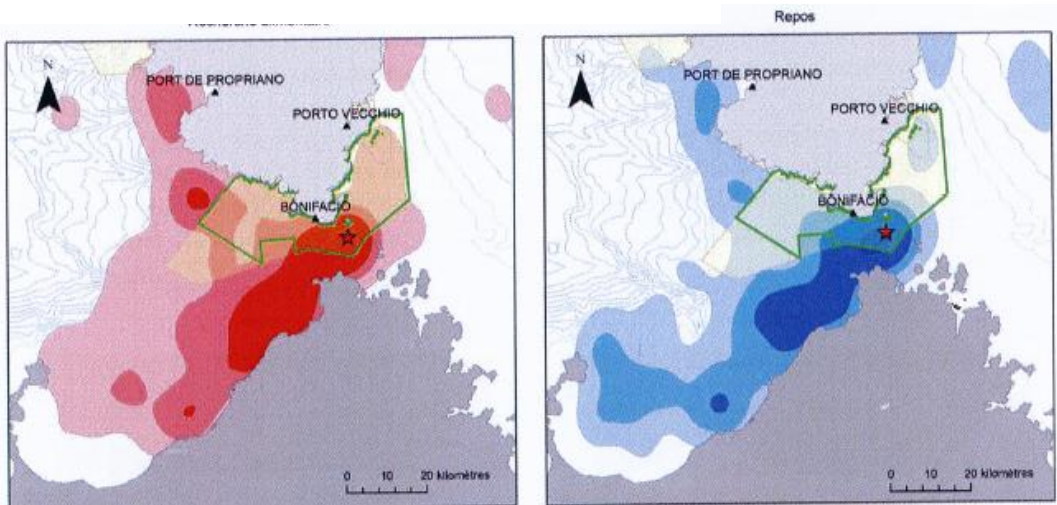 Repos
N
PORT DE PROPRIANO
PORTO VECCHIO
BONIFACIO
0 10 20 kilomètres
N
PORT DE PROPRIANO
PORTO VECCHIO
BONIFACIO
0 10 20 kilomètres